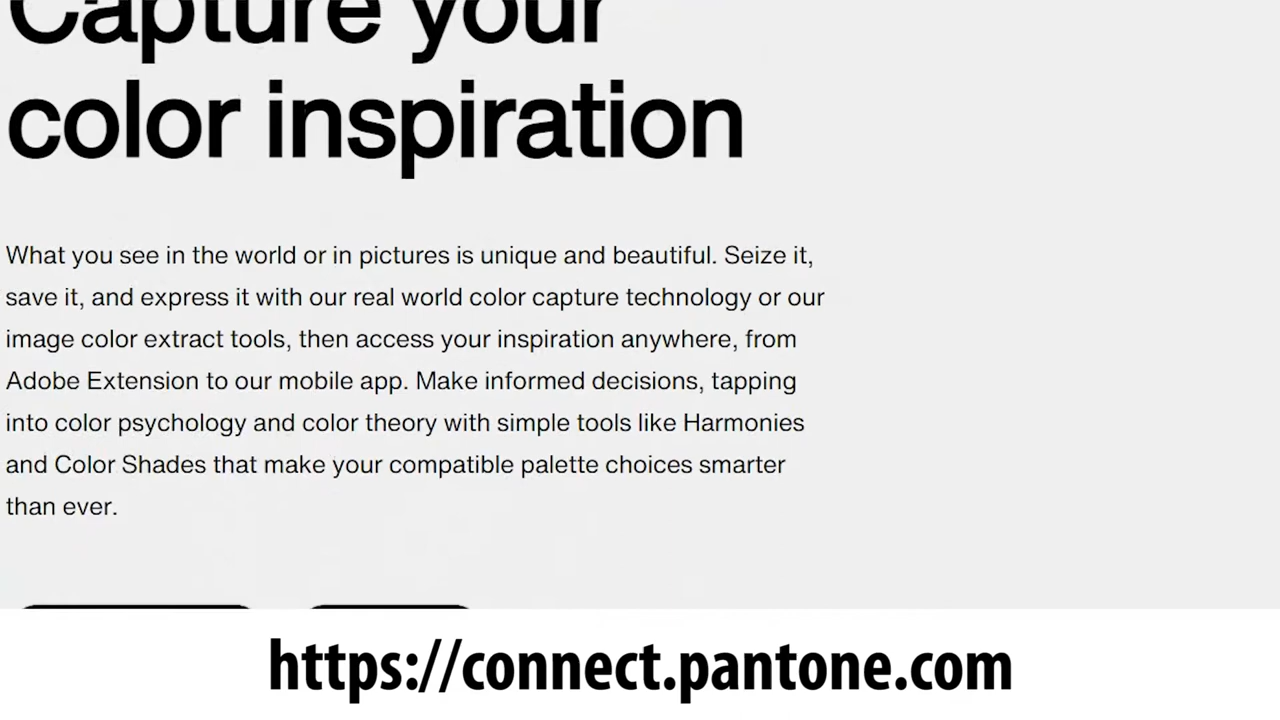 Capture your
color inspiration
What you see in the world or in pictures is unique and beautiful. Seize it,
save it, and express it with our real world color capture technology or our
image color extract tools, then access your inspiration anywhere, from
Adobe Extension to our mobile app. Make informed decisions, tapping
into color psychology and color theory with simple tools like Harmonies
and Color Shades that make your compatible palette choices smarter
than ever.
https://connect.pantone.com